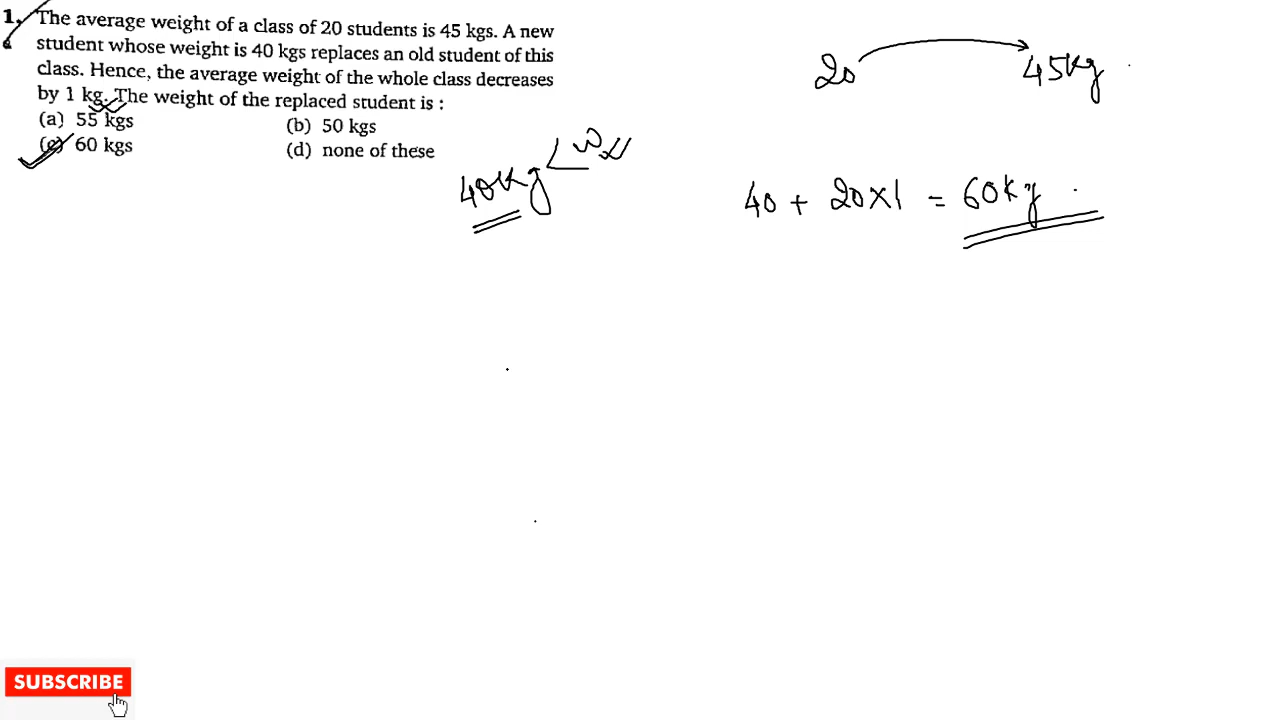 1. The average weight of a class of 20 students is 45 kgs. A new
student whose weight is 40 kgs replaces an old student of this
class. Hence, the average weight of the whole class decreases
by 1 kg. The weight of the replaced student is :
(a) 55 kgs (b) 50 kgs
(c) 60 kgs (d) none of these
20 45kg
40kg < W
40 + 20×1 = 60kg
SUBSCRIBE